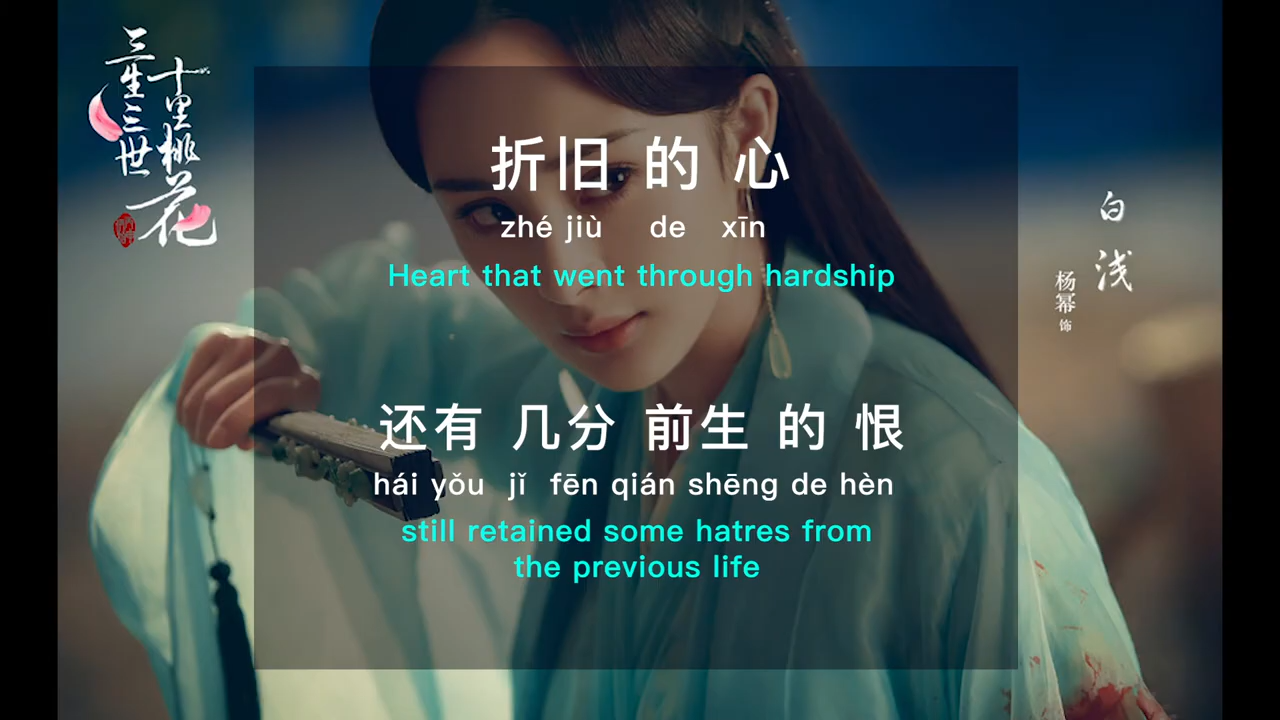 三生三世
十里桃花
折旧 的 心
zhé jiù de xīn
Heart that went through hardship
还有 几分 前生 的 恨
hái yǒu jǐ fēn qián shēng de hèn
still retained some hatres from
the previous life
白浅
杨幂 饰